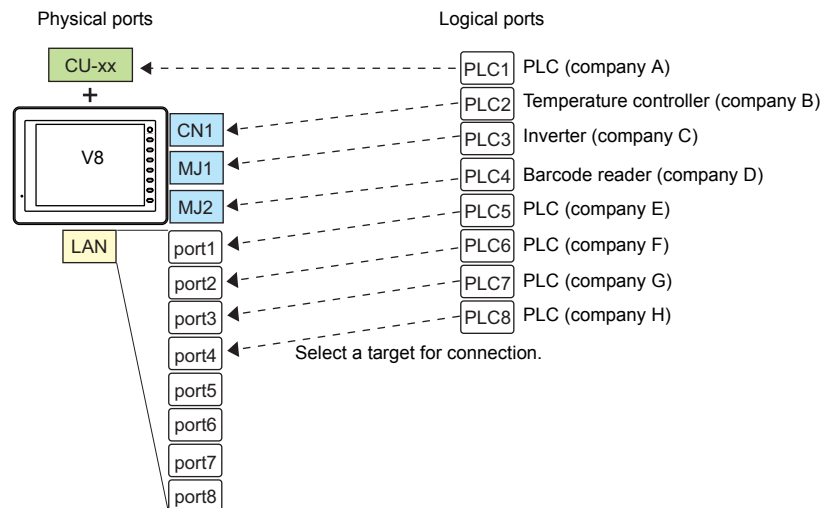 Physical ports
Logical ports
CU-xx
PLC1 PLC (company A)
+
PLC2 Temperature controller (company B)
CN1
PLC3 Inverter (company C)
V8
MJ1
PLC4 Barcode reader (company D)
MJ2
PLC5 PLC (company E)
LAN
port1
PLC6 PLC (company F)
port2
PLC7 PLC (company G)
port3
PLC8 PLC (company H)
port4
Select a target for connection.
port5
port6
port7
port8